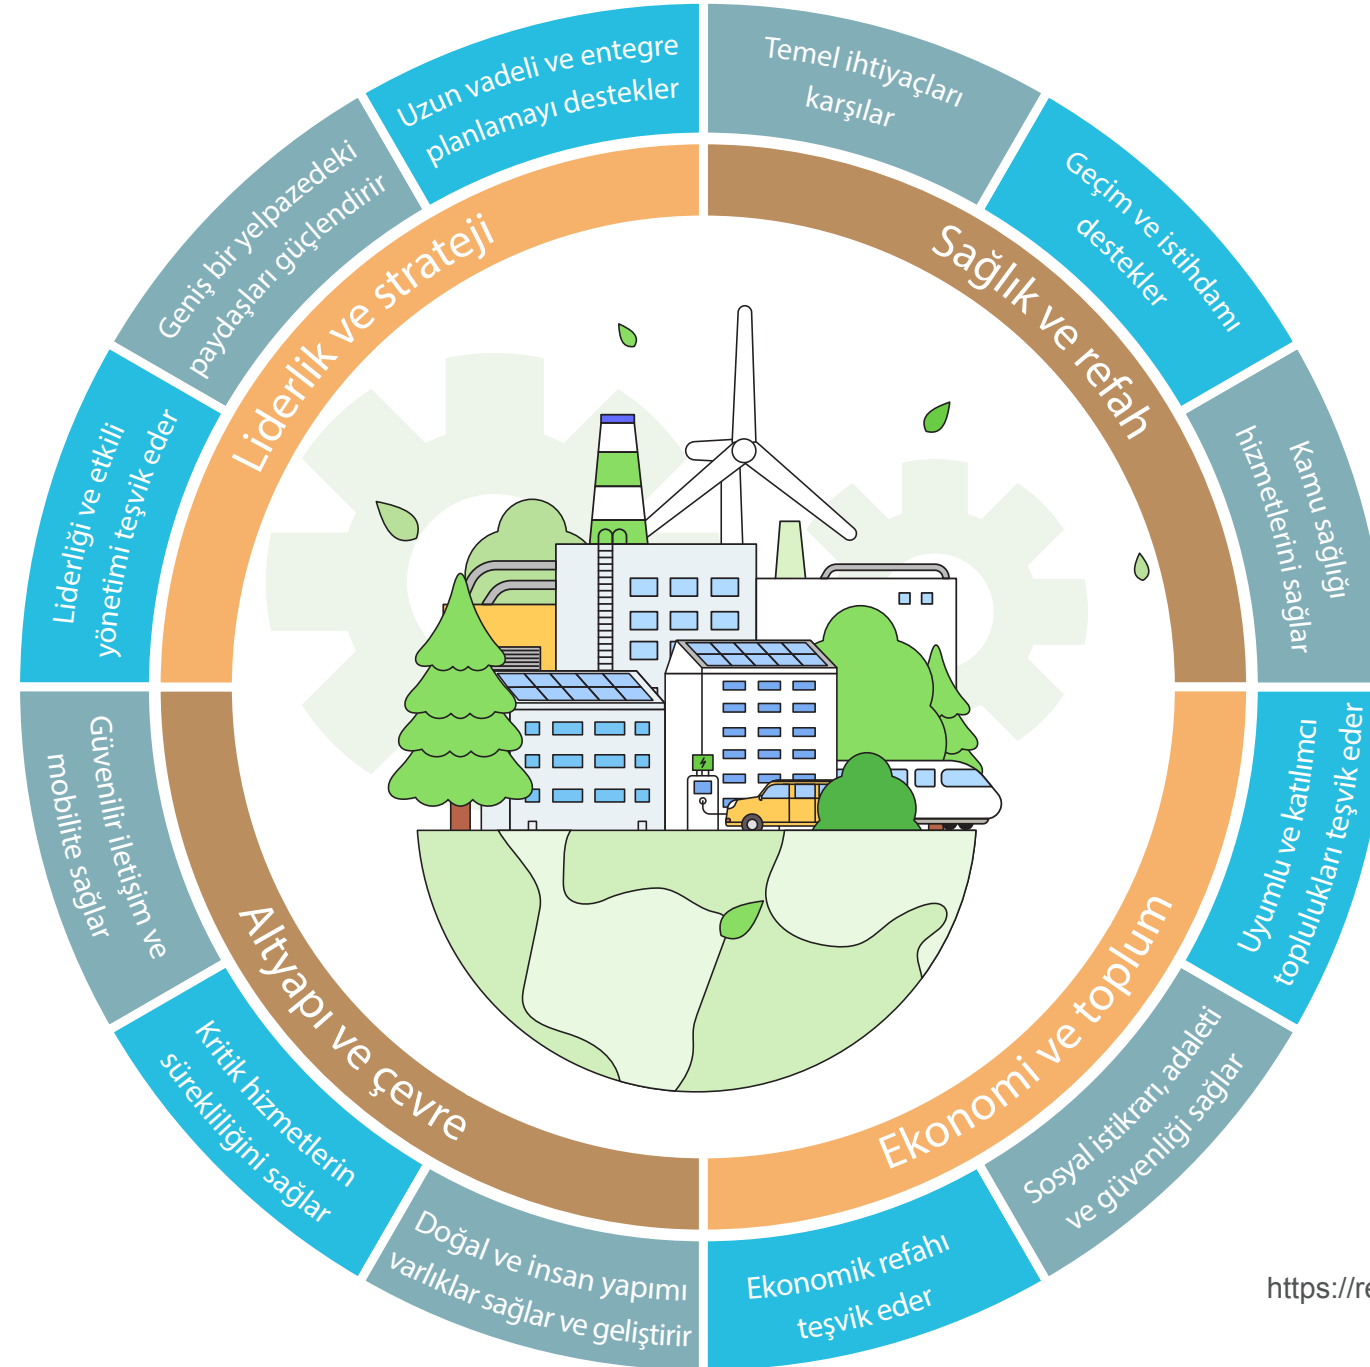 Temel ihtiyaçları
karşılar
Geçim ve istihdamı
destekler
Kamu sağlığı
hizmetlerini sağlar
Uyumlu ve katılımcı
toplulukları teşvik eder
Sosyal istikrarı, adaleti
ve güvenliği sağlar
Ekonomik refahı
teşvik eder
Doğal ve insan yapımı
varlıklar sağlar ve geliştirir
Kritik hizmetlerin
sürekliliğini sağlar
Güvenilir iletişim ve
mobilite sağlar
Liderliği ve etkili
yönetimi teşvik eder
Geniş bir yelpazedeki
paydaşları güçlendirir
Uzun vadeli ve entegre
planlamayı destekler
Sağlık ve refah
Ekonomi ve toplum
Altyapı ve çevre
Liderlik ve strateji
https://re